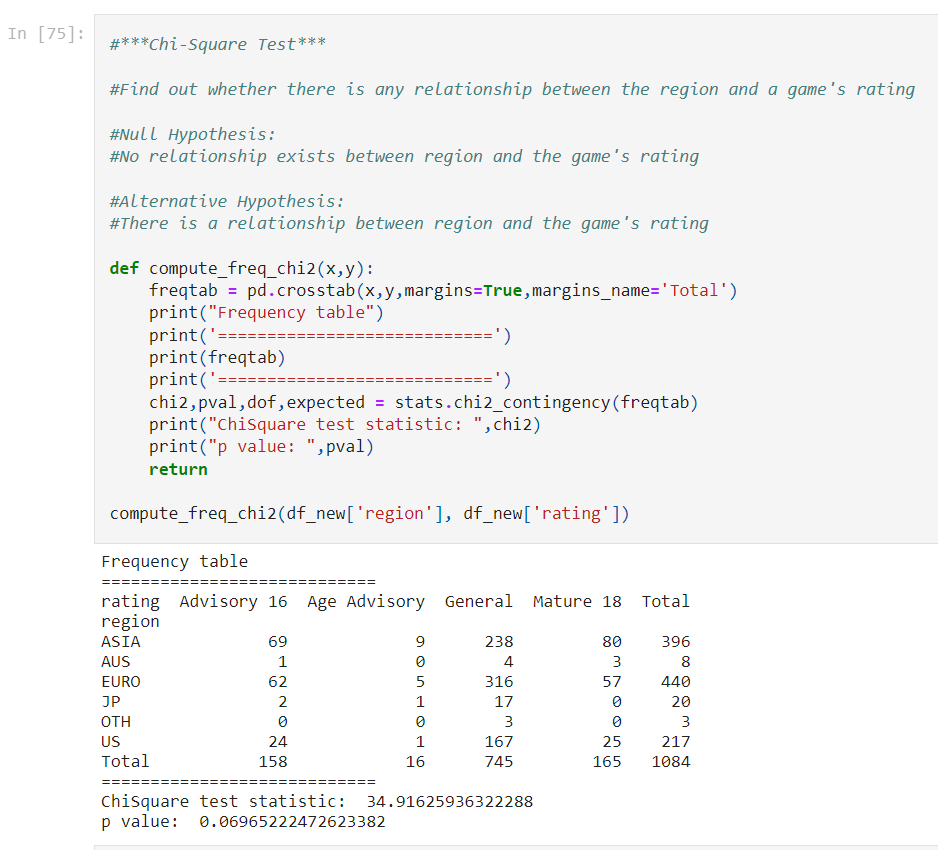 In [75]:
#***Chi-Square Test***
#Find out whether there is any relationship between the region and a game's rating
#Null Hypothesis:
#No relationship exists between region and the game's rating
#Alternative Hypothesis:
#There is a relationship between region and the game's rating
def compute_freq_chi2(x,y):
    freqtab = pd.crosstab(x,y,margins=True,margins_name='Total')
    print("Frequency table")
    print('============================')
    print(freqtab)
    print('============================')
    chi2,pval,dof,expected = stats.chi2_contingency(freqtab)
    print("ChiSquare test statistic: ",chi2)
    print("p value: ",pval)
    return
compute_freq_chi2(df_new['region'], df_new['rating'])
Frequency table
============================
rating  Advisory 16  Age Advisory  General  Mature 18  Total
region
ASIA             69             9      238         80    396
AUS               1             0        4          3      8
EURO             62             5      316         57    440
JP                2             1       17          0     20
OTH               0             0        3          0      3
US               24             1      167         25    217
Total           158            16      745        165   1084
============================
ChiSquare test statistic:  34.91625936322288
p value:  0.06965222472623382